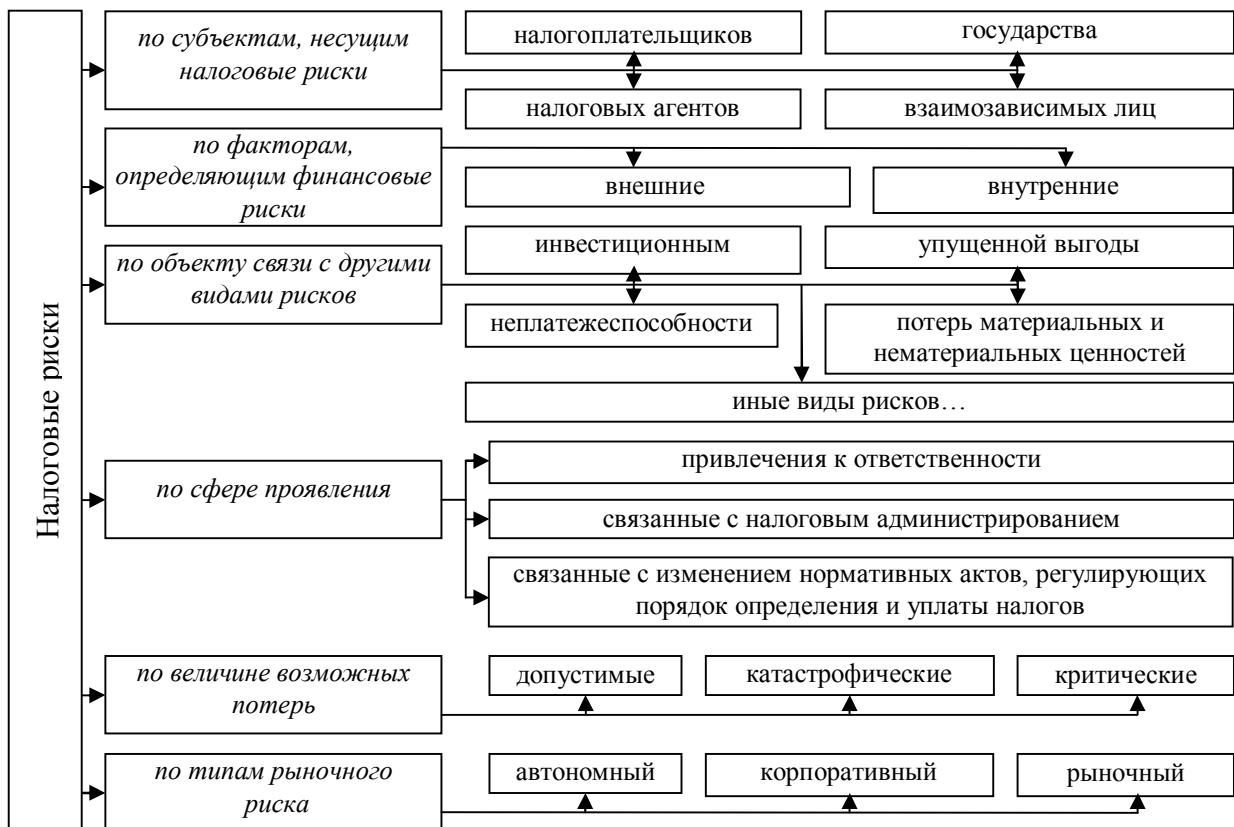 Налоговые риски
по субъектам, несущим
налоговые риски
налогоплательщиков
государства
налоговых агентов
взаимозависимых лиц
по факторам,
определяющим финансовые
риски
внешние
внутренние
по объекту связи с другими
видами рисков
инвестиционным
упущенной выгоды
неплатежеспособности
потерь материальных и
нематериальных ценностей
иные виды рисков…
по сфере проявления
привлечения к ответственности
связанные с налоговым администрированием
связанные с изменением нормативных актов, регулирующих
порядок определения и уплаты налогов
по величине возможных
потерь
допустимые
катастрофические
критические
по типам рыночного
риска
автономный
корпоративный
рыночный